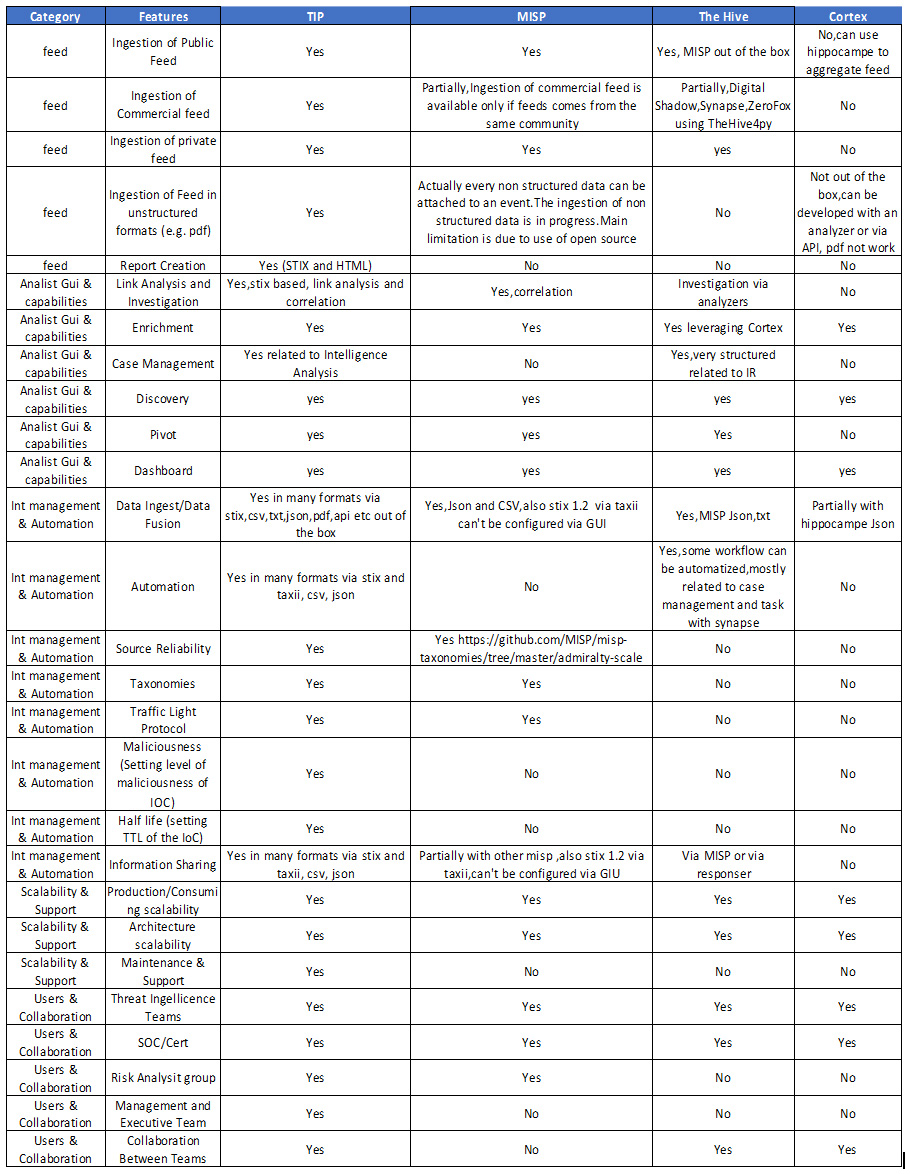 Category Features TIP MISP The Hive Cortex
feed
Ingestion of Public
Feed
Yes
Yes
Yes, MISP out of the box
No,can use
hippocampe to
aggregate feed
feed
Ingestion of
Commercial feed
Yes
Partially,Ingestion of commercial feed is
available only if feeds comes from the
same community
Partially,Digital
Shadow,Synapse,ZeroFox
using TheHive4py
No
feed
Ingestion of private
feed
Yes
Yes
yes
No
feed
Ingestion of Feed in
unstructured
formats (e.g. pdf)
Yes
Actually every non structured data can be
attached to an event.The ingestion of non
structured data is in progress.Main
limitation is due to use of open source
No
Not out of the
box,can be
developed with an
analyzer or via
API, pdf not work
feed
Report Creation
Yes (STIX and HTML)
No
No
No
Analist Gui &
capabilities
Link Analysis and
Investigation
Yes,stix based, link analysis and
correlation
Yes,correlation
Investigation via
analyzers
No
Analist Gui &
capabilities
Enrichment
Yes
Yes
Yes leveraging Cortex
Yes
Analist Gui &
capabilities
Case Management
Yes related to Intelligence
Analysis
No
Yes,very structured
related to IR
No
Analist Gui &
capabilities
Discovery
yes
yes
yes
yes
Analist Gui &
capabilities
Pivot
yes
yes
Yes
No
Analist Gui &
capabilities
Dashboard
yes
yes
yes
yes
Int management
& Automation
Data Ingest/Data
Fusion
Yes in many formats via
stix,csv,txt,json,pdf,api etc out of
the box
Yes,Json and CSV,also stix 1.2 via taxii
can't be configured via GUI
Yes,MISP Json,txt
Partially with
hippocampe Json
Int management
& Automation
Automation
Yes in many formats via stix and
taxii, csv, json
No
Yes,some workflow can
be automatized,mostly
related to case
management and task
with synapse
No
Int management
& Automation
Source Reliability
Yes
Yes https://github.com/MISP/misp-
taxonomies/tree/master/admiralty-scale
No
No
Int management
& Automation
Taxonomies
Yes
Yes
No
No
Int management
& Automation
Traffic Light
Protocol
Yes
Yes
No
No
Int management
& Automation
Maliciousness
(Setting level of
maliciousness of
IOC)
Yes
No
No
No
Int management
& Automation
Half life (setting
TTL of the IoC)
Yes
No
No
No
Int management
& Automation
Information Sharing
Yes in many formats via stix and
taxii, csv, json
Partially with other misp ,also stix 1.2 via
taxii,can't be configured via GIU
Via MISP or via
responser
No
Scalability &
Support
Production/Consumi
ng scalability
Yes
Yes
Yes
Yes
Scalability &
Support
Architecture
scalability
Yes
Yes
Yes
Yes
Scalability &
Support
Maintenance &
Support
Yes
No
No
No
Users &
Collaboration
Threat Ingellicence
Teams
Yes
Yes
Yes
Yes
Users &
Collaboration
SOC/Cert
Yes
Yes
Yes
Yes
Users &
Collaboration
Risk Analysit group
Yes
Yes
No
No
Users &
Collaboration
Management and
Executive Team
Yes
No
No
No
Users &
Collaboration
Collaboration
Between Teams
Yes
No
Yes
Yes